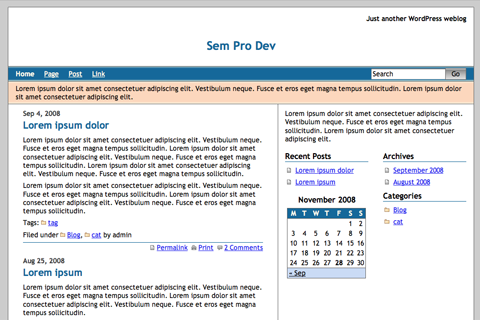 Just another WordPress weblog
Sem Pro Dev
Home Page Post Link Search Go
Lorem ipsum dolor sit amet consectetuer adipiscing elit. Vestibulum neque. Fusce et eros eget magna tempus sollicitudin. Lorem ipsum dolor
sit amet consectetuer adipiscing elit.
Sep 4, 2008
Lorem ipsum dolor
Lorem ipsum dolor sit amet consectetuer adipiscing elit. Vestibulum neque.
Fusce et eros eget magna tempus sollicitudin. Lorem ipsum dolor sit amet
consectetuer adipiscing elit. Vestibulum neque. Fusce et eros eget magna
tempus sollicitudin. Lorem ipsum dolor sit amet consectetuer adipiscing elit.
Vestibulum neque. Fusce et eros eget magna tempus sollicitudin.
Lorem ipsum dolor sit amet consectetuer adipiscing elit. Vestibulum neque.
Fusce et eros eget magna tempus sollicitudin. Lorem ipsum dolor sit amet
consectetuer adipiscing elit. Vestibulum neque. Fusce et eros eget magna
tempus sollicitudin.
Tags: tag
Filed under Blog, cat by admin
Permalink Print 2 Comments
Aug 25, 2008
Lorem ipsum
Lorem ipsum dolor sit amet consectetuer adipiscing elit. Vestibulum neque.
Fusce et eros eget magna tempus sollicitudin. Lorem ipsum dolor sit amet
Lorem ipsum dolor sit amet consectetuer adipiscing elit.
Vestibulum neque. Fusce et eros eget magna tempus
sollicitudin. Lorem ipsum dolor sit amet consectetuer
adipiscing elit.
Recent Posts
Lorem ipsum dolor
Lorem ipsum
November 2008
M T W T F S S
1 2
3 4 5 6 7 8 9
10 11 12 13 14 15 16
17 18 19 20 21 22 23
24 25 26 27 28 29 30
« Sep
Archives
September 2008
August 2008
Categories
Blog
cat